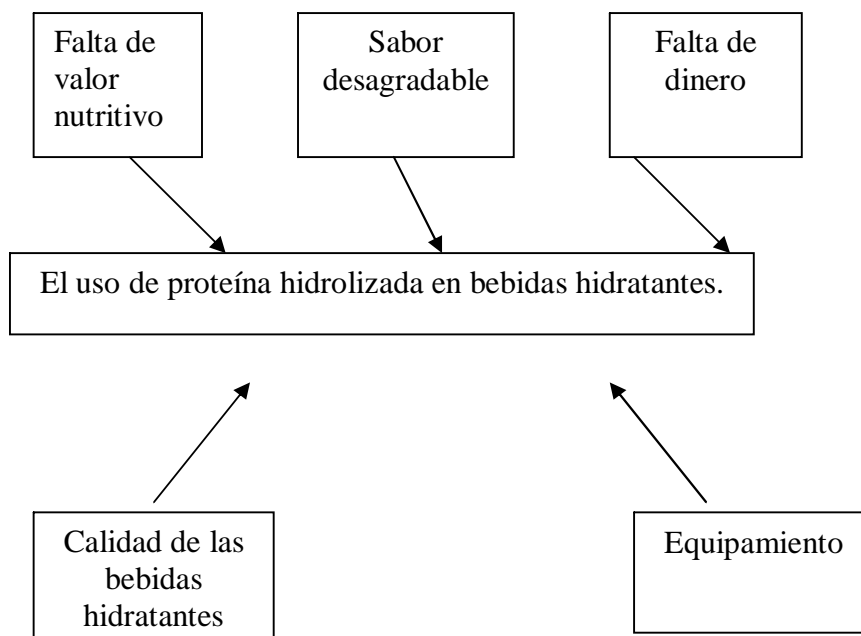 Falta de
valor
nutritivo
Sabor
desagradable
Falta de
dinero
El uso de proteína hidrolizada en bebidas hidratantes.
Calidad de las
bebidas
hidratantes
Equipamiento